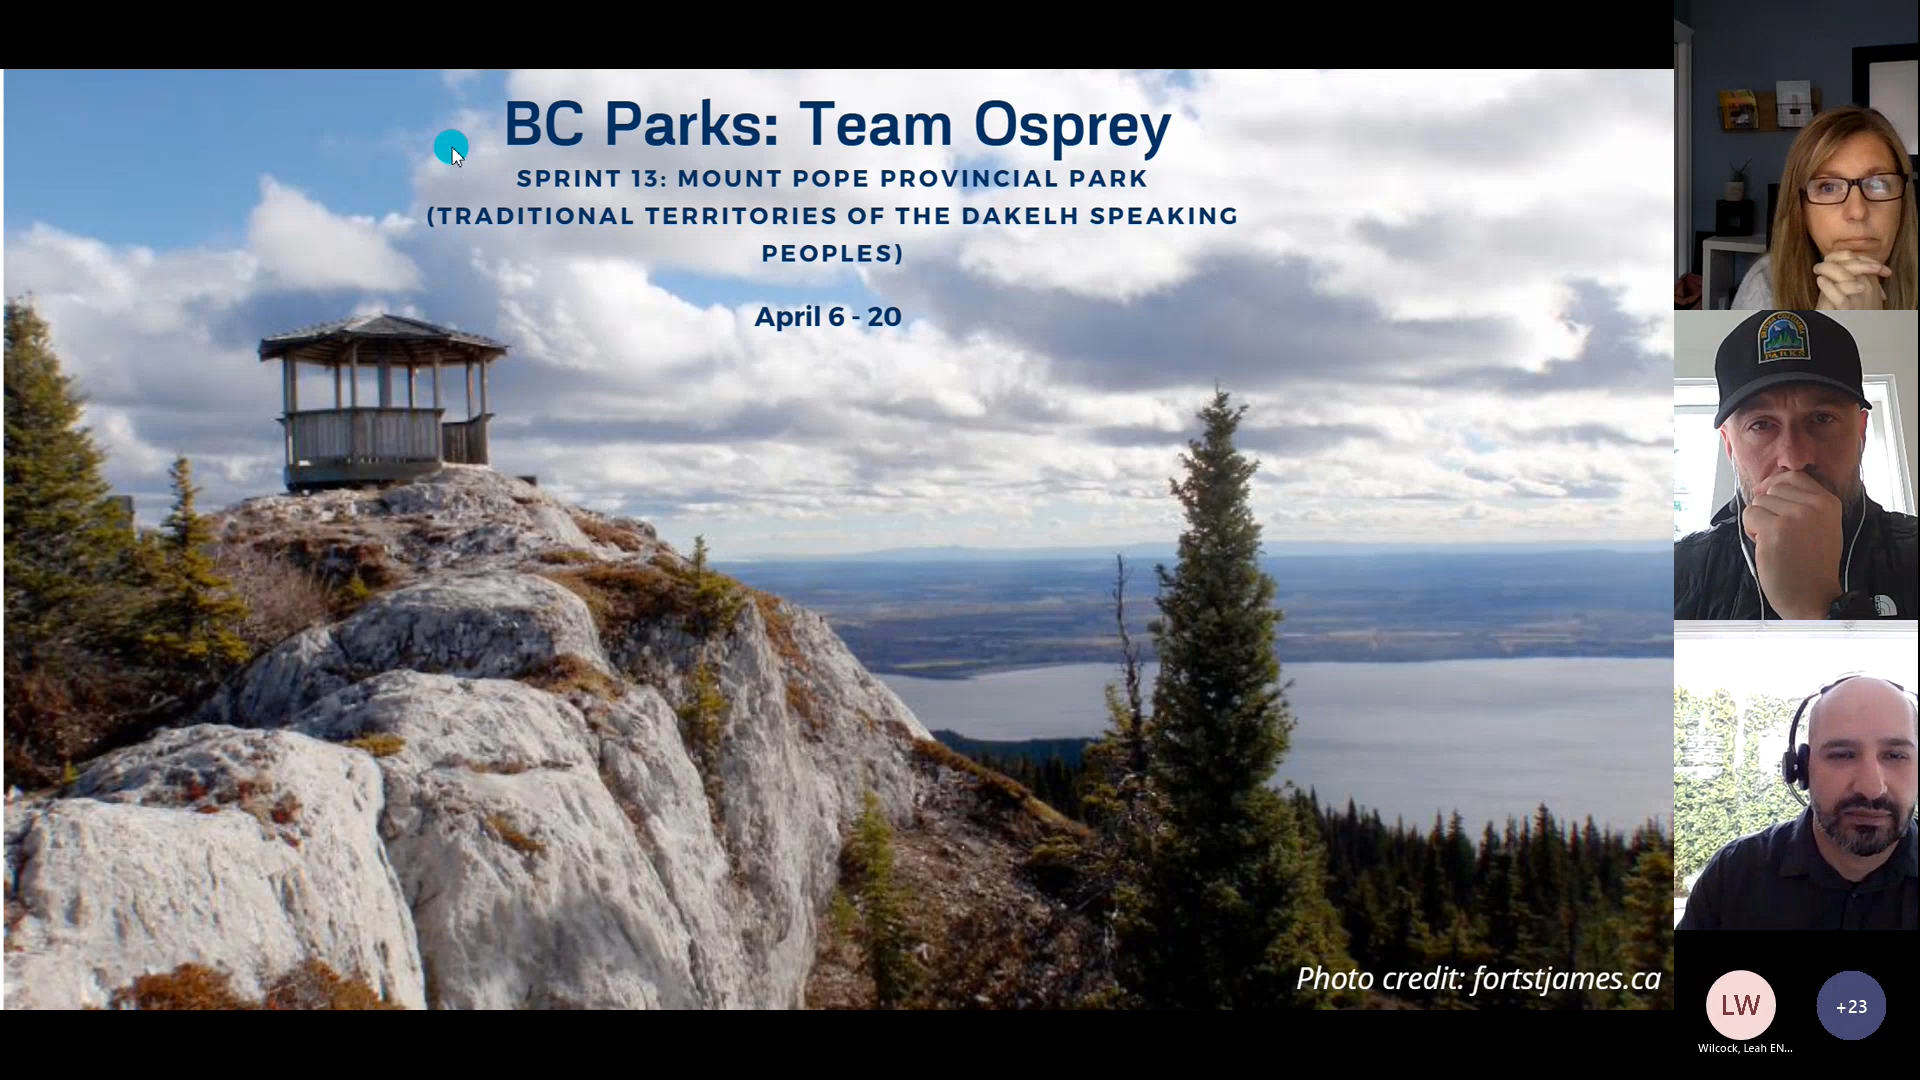 BC Parks: Team Osprey
SPRINT 13: MOUNT POPE PROVINCIAL PARK
(TRADITIONAL TERRITORIES OF THE DAKELH SPEAKING
PEOPLES)
April 6 - 20
Photo credit: fortstjames.ca
PARKS
LW
+23
Wilcock, Leah EN...